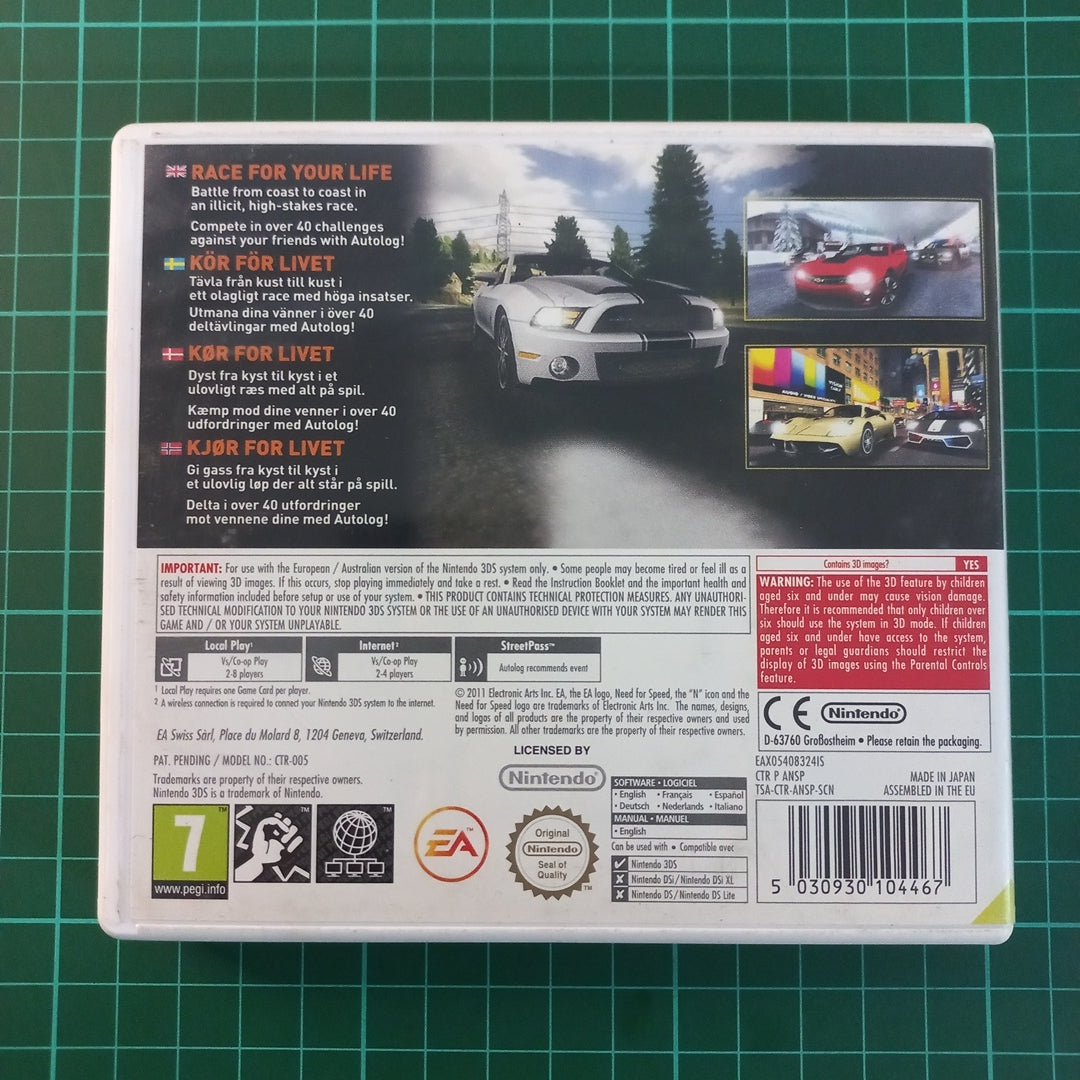 RACE FOR YOUR LIFE
Battle from coast to coast in
an illicit, high-stakes race.
Compete in over 40 challenges
against your friends with Autolog!
KÖR FÖR LIVET
Tävla från kust till kust i
ett olagligt race med höga insatser.
Utmana dina vänner i över 40
deltävlingar med Autolog!
KØR FOR LIVET
Dyst fra kyst til kyst i et
ulovligt ræs med alt på spil.
Kæmp mod dine venner i over 40
udfordringer med Autolog!
KJØR FOR LIVET
Gi gass fra kyst til kyst i
et ulovlig løp der alt står på spill.
Delta i over 40 utfordringer
mot vennene dine med Autolog!
IMPORTANT: For use with the European / Australian version of the Nintendo 3DS system only. • Some people may become tired or feel ill as a
result of viewing 3D images. If this occurs, stop playing immediately and take a rest. • Read the Instruction Booklet and the important health and
safety information included before setup or use of your system. • THIS PRODUCT CONTAINS TECHNICAL PROTECTION MEASURES. ANY UNAUTHORI-
SED TECHNICAL MODIFICATION TO YOUR NINTENDO 3DS SYSTEM OR THE USE OF AN UNAUTHORISED DEVICE WITH YOUR SYSTEM MAY RENDER THIS
GAME AND / OR YOUR SYSTEM UNPLAYABLE.
Contains 3D images? YES
WARNING: The use of the 3D feature by children
aged six and under may cause vision damage.
Therefore it is recommended that only children over
six should use the system in 3D mode. If children
aged six and under have access to the system,
parents or legal guardians should restrict the
display of 3D images using the Parental Controls
feature.
Local Play¹
Vs/Co-op Play
2-8 players
Internet²
Vs/Co-op Play
2-4 players
StreetPass™
Autolog recommends event
¹ Local Play requires one Game Card per player.
² A wireless connection is required to connect your Nintendo 3DS system to the internet.
© 2011 Electronic Arts Inc. EA, the EA logo, Need for Speed, the "N" icon and the
Need for Speed logo are trademarks of Electronic Arts Inc. The names, designs,
and logos of all products are the property of their respective owners and used
by permission. All other trademarks are the property of their respective owners.
EA Swiss Sàrl, Place du Molard 8, 1204 Geneva, Switzerland.
PAT. PENDING / MODEL NO.: CTR-005
Trademarks are property of their respective owners.
Nintendo 3DS is a trademark of Nintendo.
LICENSED BY
Nintendo
CE Nintendo
D-63760 Großostheim • Please retain the packaging.
EAX05408324IS
CTR P ANSP
TSA-CTR-ANSP-SCN
MADE IN JAPAN
ASSEMBLED IN THE EU
7
www.pegi.info
EA
Original
Nintendo
Seal of
Quality
SOFTWARE • LOGICIEL
• English • Français • Español
• Deutsch • Nederlands • Italiano
MANUAL • MANUEL
• English
Can be used with • Compatible avec
Nintendo 3DS
Nintendo DSi / Nintendo DSi XL
Nintendo DS / Nintendo DS Lite
5 030930 104467